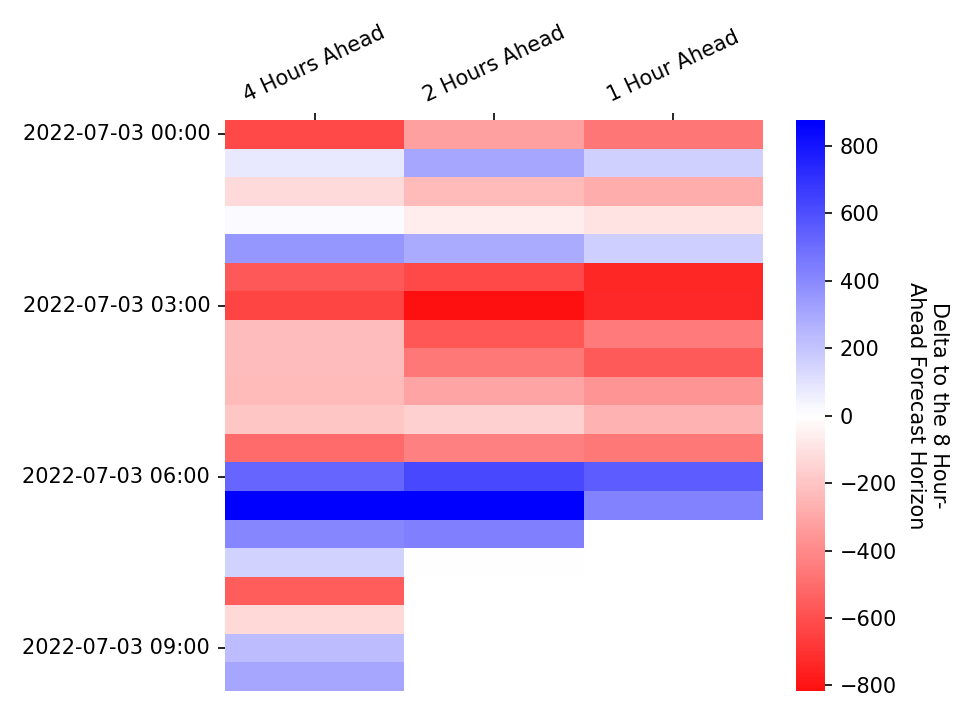 4 Hours Ahead
2 Hours Ahead
1 Hour Ahead
2022-07-03 00:00
2022-07-03 03:00
2022-07-03 06:00
2022-07-03 09:00
800
600
400
200
0
−200
−400
−600
−800
Delta to the 8 Hour-
Ahead Forecast Horizon